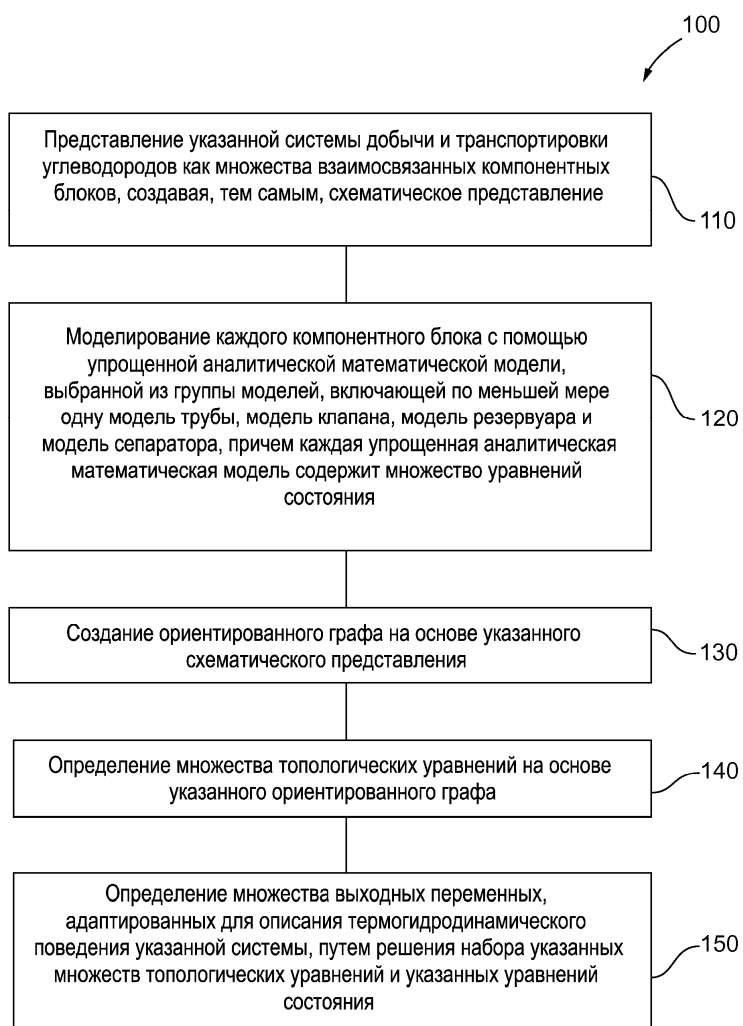 100
Представление указанной системы добычи и транспортировки
углеводородов как множества взаимосвязанных компонентных
блоков, создавая, тем самым, схематическое представление
110
Моделирование каждого компонентного блока с помощью
упрощенной аналитической математической модели,
выбранной из группы моделей, включающей по меньшей мере
одну модель трубы, модель клапана, модель резервуара и
модель сепаратора, причем каждая упрощенная аналитическая
математическая модель содержит множество уравнений
состояния
120
Создание ориентированного графа на основе указанного
схематического представления
130
Определение множества топологических уравнений на основе
указанного ориентированного графа
140
Определение множества выходных переменных,
адаптированных для описания термогидродинамического
поведения указанной системы, путем решения набора указанных
множеств топологических уравнений и указанных уравнений
состояния
150